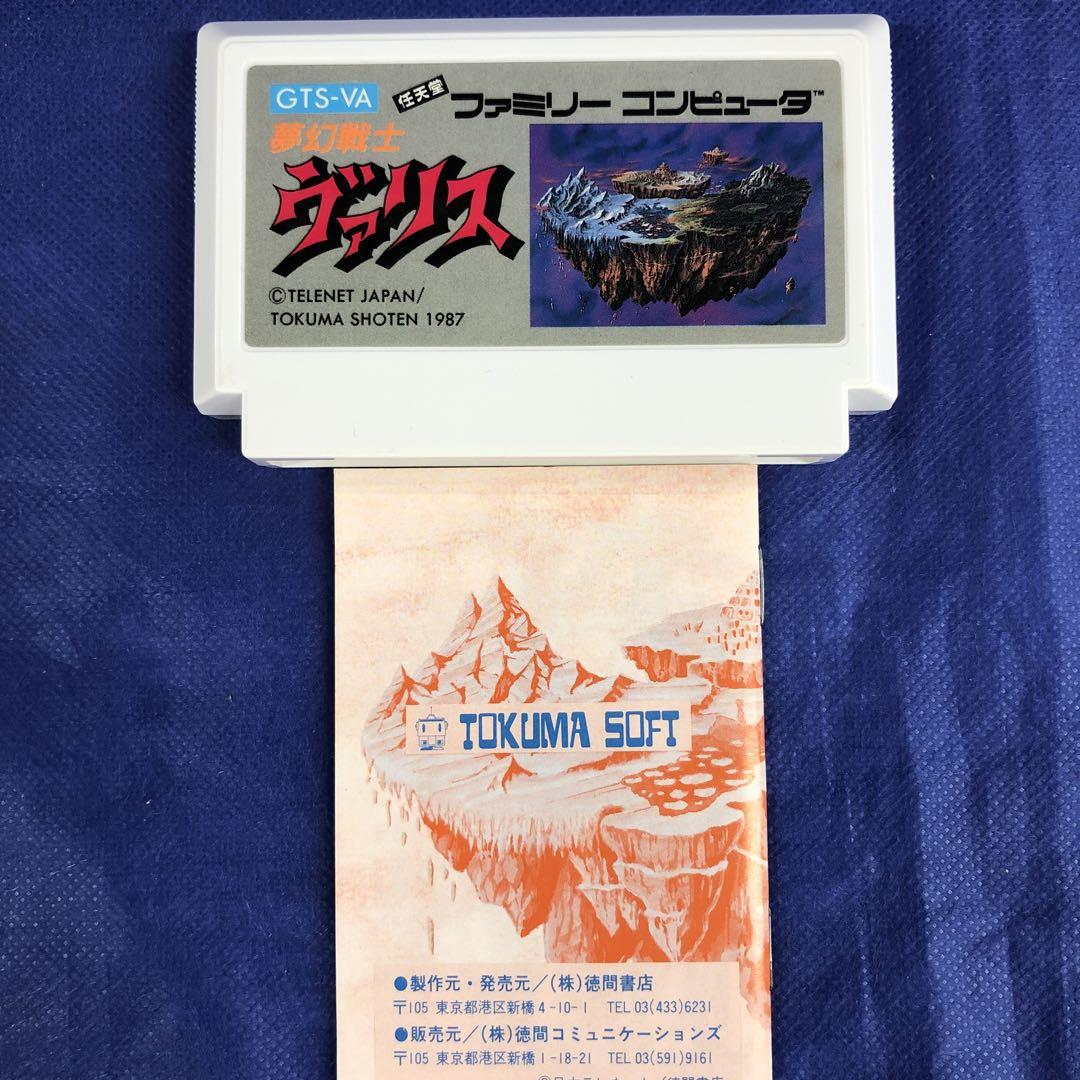 GTS-VA
任天堂 ファミリー コンピュータ™
夢幻戦士
ヴァリス
©TELENET JAPAN/
TOKUMA SHOTEN 1987
TOKUMA SOFT
●製作元・発売元/(株)徳間書店
〒105 東京都港区新橋4-10-1 TEL 03(433)6231
●販売元/(株)徳間コミュニケーションズ
〒105 東京都港区新橋1-18-21 TEL 03(591)9161